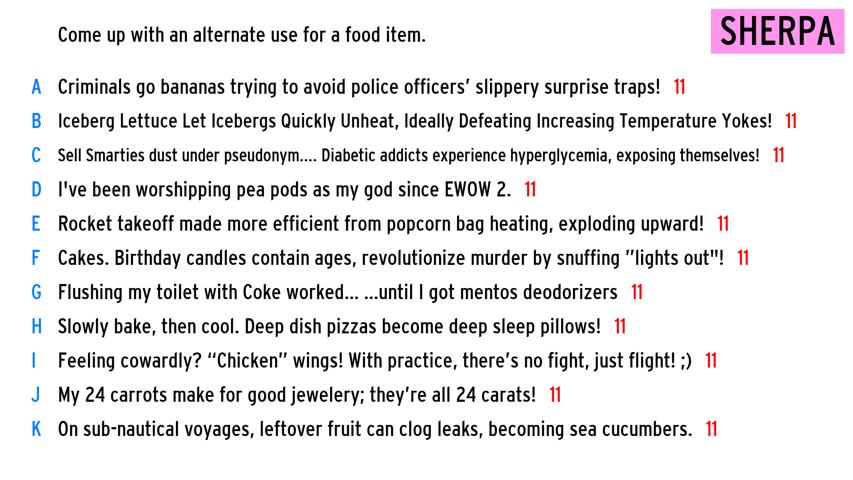 Come up with an alternate use for a food item.
SHERPA
A Criminals go bananas trying to avoid police officers' slippery surprise traps! 11
B Iceberg Lettuce Let Icebergs Quickly Unheat, Ideally Defeating Increasing Temperature Yokes! 11
C Sell Smarties dust under pseudonym.... Diabetic addicts experience hyperglycemia, exposing themselves! 11
D I've been worshipping pea pods as my god since EWOW 2. 11
E Rocket takeoff made more efficient from popcorn bag heating, exploding upward! 11
F Cakes. Birthday candles contain ages, revolutionize murder by snuffing "lights out"! 11
G Flushing my toilet with Coke worked... ...until I got mentos deodorizers 11
H Slowly bake, then cool. Deep dish pizzas become deep sleep pillows! 11
I Feeling cowardly? “Chicken” wings! With practice, there's no fight, just flight! ;) 11
J My 24 carrots make for good jewelery; they're all 24 carats! 11
K On sub-nautical voyages, leftover fruit can clog leaks, becoming sea cucumbers. 11